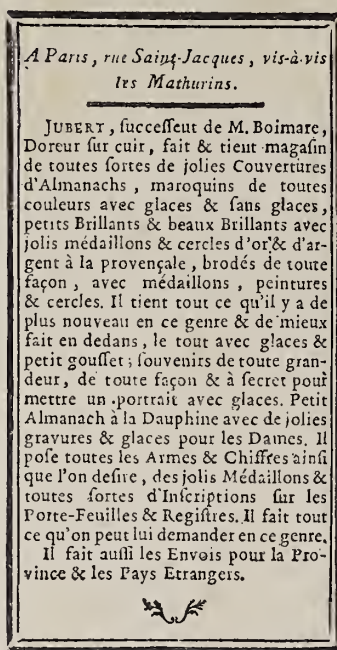 A Paris, rue Saint-Jacques, vis-à-vis
les Mathurins.
JUBERT, ſucceſſeut de M. Boimare,
Doreur ſur cuir, fait & tient magaſin
de toutes ſortes de jolies Couvertures
d'Almanachs, maroquins de toutes
couleurs avec glaces & ſans glaces,
petits Brillants & beaux Brillants avec
jolis médaillons & cercles d'or & d'ar-
gent à la provençale, brodés de toute
façon, avec médaillons, peintures
& cercles. Il tient tout ce qu'il y a de
plus nouveau en ce genre & de mieux
fait en dedans, le tout avec glaces &
petit gouſſet; ſouvenirs de toute gran-
deur, de toute façon & à ſecret pour
mettre un portrait avec glaces. Petit
Almanach à la Dauphine avec de jolies
gravures & glaces pour les Dames. Il
poſe toutes les Armes & Chiffres ainſi
que l'on deſire, des jolis Médaillons &
toutes ſortes d'Inſcriptions ſur les
Porte-Feuilles & Regiſtres. Il fait tout
ce qu'on peut lui demander en ce genre.
Il fait auſſi les Envois pour la Pro-
vince & les Pays Etrangers.